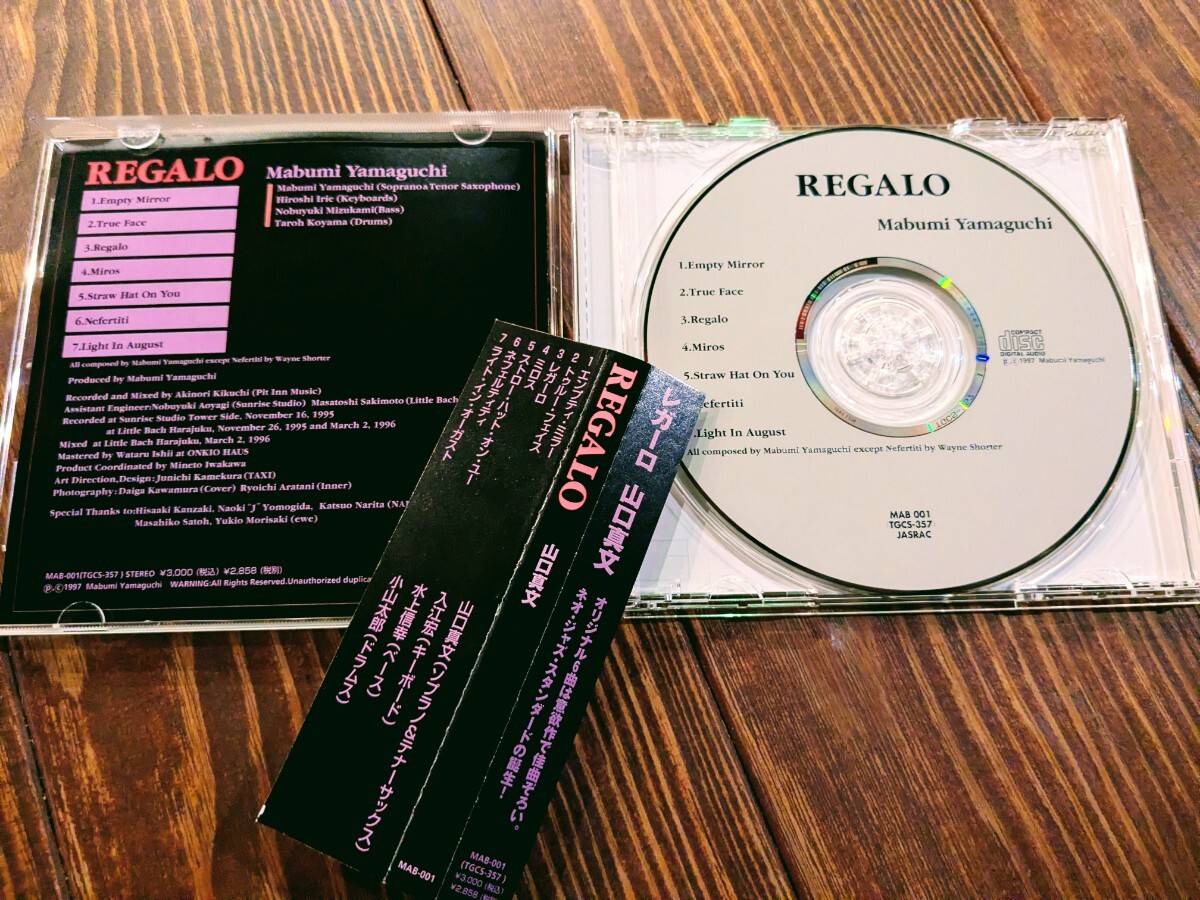 REGALO
1.Empty Mirror
2.True Face
3.Regalo
4.Miros
5.Straw Hat On You
6.Nefertiti
7.Light In August
Mabumi Yamaguchi
Mabumi Yamaguchi (Soprano&Tenor Saxophone)
Hiroshi Irie (Keyboards)
Nobuyuki Mizukami(Bass)
Taroh Koyama (Drums)
All composed by Mabumi Yamaguchi except Nefertiti by Wayne Shorter
Produced by Mabumi Yamaguchi
Recorded and Mixed by Akinori Kikuchi (Pit Inn Music)
Assistant Engineer:Nobuyuki Aoyagi (Sunrise Studio) Masatoshi Sakimoto (Little Bach
Recorded at Sunrise Studio Tower Side, November 16, 1995
at Little Bach Harajuku, November 26, 1995 and March 2, 1996
Mixed at Little Bach Harajuku, March 2, 1996
Mastered by Wataru Ishii at ONKIO HAUS
Product Coordinated by Mineto Iwakawa
Art Direction,Design: Junichi Kamekura (TAXI)
Photography: Daiga Kawamura (Cover) Ryoichi Aratani (Inner)
Special Thanks to:Hisaaki Kanzaki, Naoki "J" Yomogida, Katsuo Narita
Masahiko Satoh, Yukio Morisaki (ewe)
MAB-001(TGCS-357) STEREO ¥3,000 (税込) ¥2,858 (税別)
℗,©1997 Mabumi Yamaguchi WARNING:All Rights Reserved.Unauthorized
レガーロ 山口真文
オリジナル6曲は意欲作で佳曲ぞろい。
ネオ・ジャズ・スタンダードの誕生!
MAB-001
(TGCS-357)
¥3,000 (税込)
¥2,858 (税別)
REGALO 山口真文
MAB-001
1 エンプティ・ミラー
2 トゥルー・フェイス
3 レガーロ
4 ミロス
5 ストロー・ハット・オン・ユー
6 ネフェルティティ
7 ライト・イン・オーガスト
山口真文(ソプラノ&テナーサックス)
入江宏(キーボード)
水上信幸(ベース)
小山太郎(ドラムス)
REGALO
Mabumi Yamaguchi
1.Empty Mirror
2.True Face
3.Regalo
4.Miros
5.Straw Hat On You
Nefertiti
.Light In August
All composed by Mabumi Yamaguchi except Nefertiti by Wayne Shorter
COMPACT
disc
DIGITAL AUDIO
℗,©1997 Mabumi Yamaguchi
MAB 001
TGCS-357
JASRAC